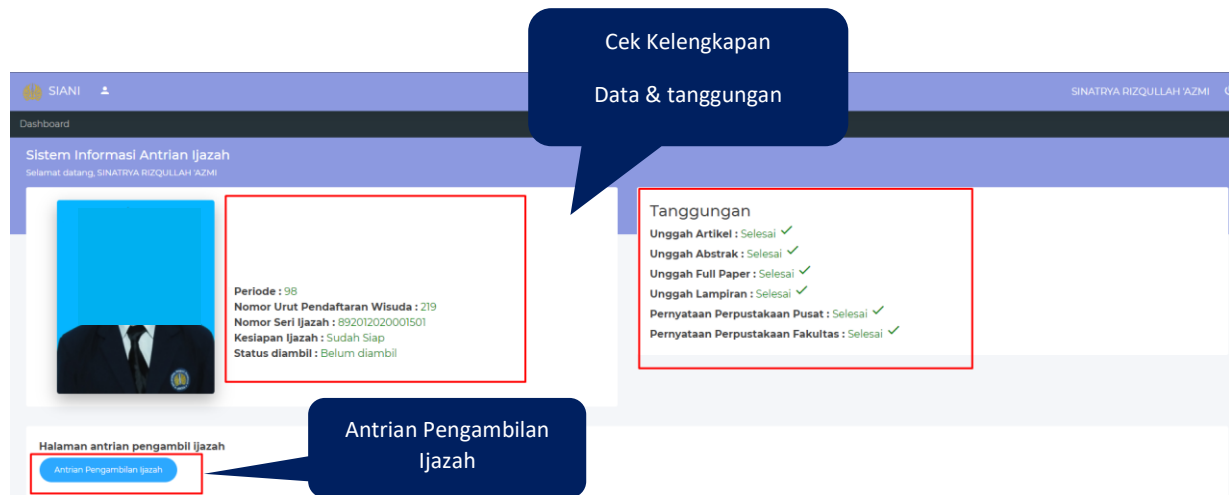 Cek Kelengkapan
Data & tanggungan
SIANI
SINATRYA RIZQULLAH 'AZMI
Dashboard
Sistem Informasi Antrian Ijazah
Selamat datang, SINATRYA RIZQULLAH 'AZMI
Periode : 98
Nomor Urut Pendaftaran Wisuda : 219
Nomor Seri Ijazah : 892012020001501
Kesiapan Ijazah : Sudah Siap
Status diambil : Belum diambil
Tanggungan
Unggah Artikel : Selesai ✓
Unggah Abstrak : Selesai ✓
Unggah Full Paper : Selesai ✓
Unggah Lampiran : Selesai ✓
Pernyataan Perpustakaan Pusat : Selesai ✓
Pernyataan Perpustakaan Fakultas : Selesai ✓
Halaman antrian pengambil ijazah
Antrian Pengambilan Ijazah
Antrian Pengambilan
Ijazah